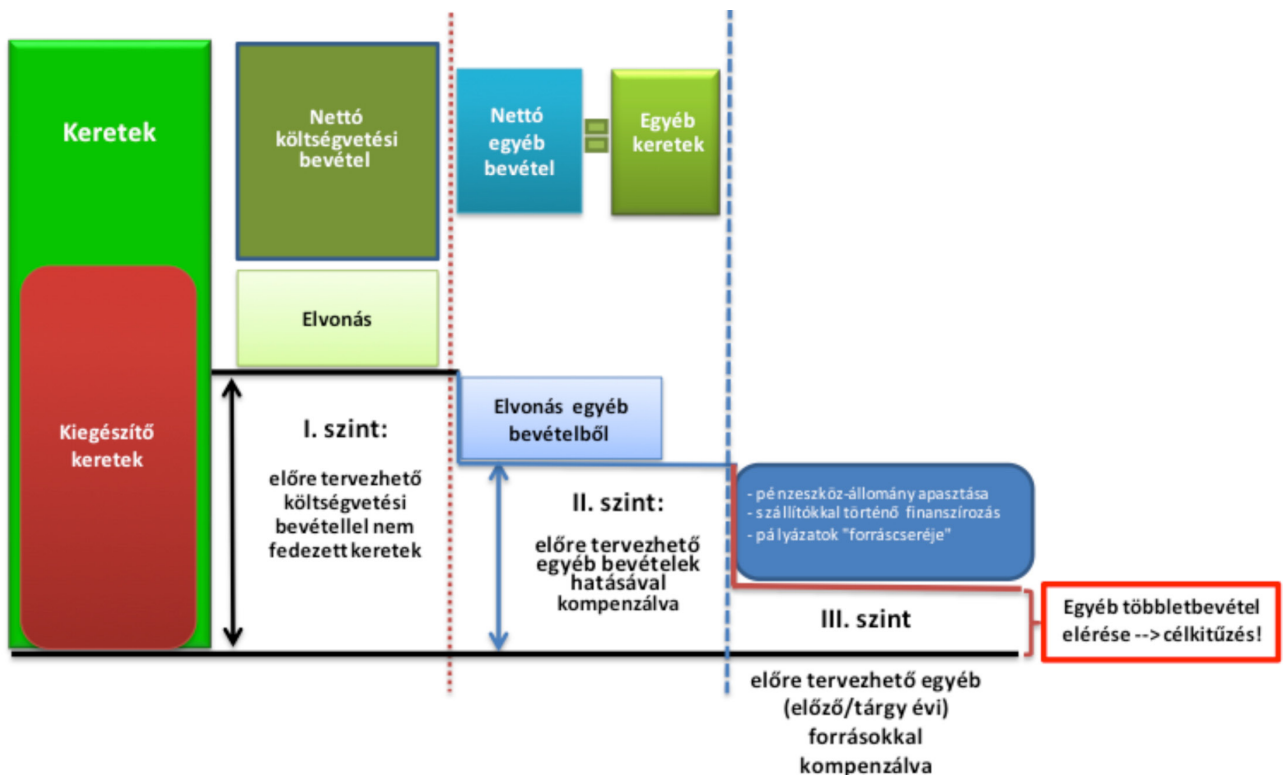 Keretek
Kiegészítő
keretek
Nettó
költségvetési
bevétel
Elvonás
I. szint:
előre tervezhető
költségvetési
bevétellel nem
fedezett keretek
Nettó
egyéb
bevétel
Egyéb
keretek
Elvonás egyéb
bevételből
II. szint:
előre tervezhető
egyéb bevételek
hatásával
kompenzálva
- pénzeszköz-állomány apasztása
- szállítókkal történő finanszírozás
- pályázatok "forráscseréje"
III. szint
előre tervezhető egyéb
(előző/tárgy évi)
forrásokkal
kompenzálva
Egyéb többletbevétel
elérése --> célkitűzés!